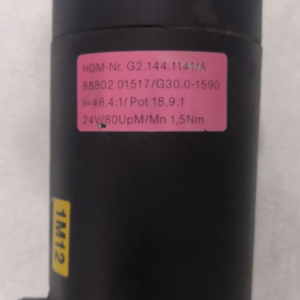 HDM-Nr. G2.144.1141/A
88802 01517/G30.0-1590
i=48,4:1/ Pot 18,9:1
24V/80UpM/Mn 1,5Nm
1M12